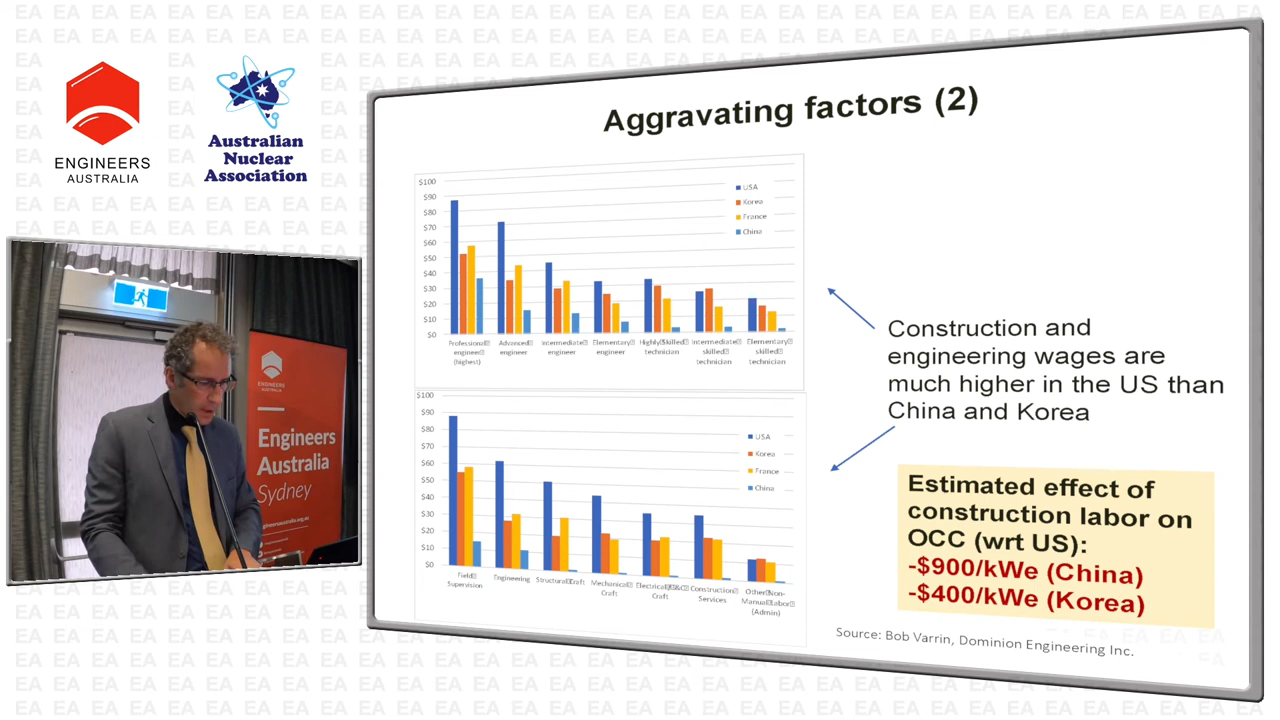 ENGINEERS
AUSTRALIA
Australian
Nuclear
Association
ENGINEERS
AUSTRALIA
Engineers
Australia
Sydney
Aggravating factors (2)
$100
$90
$80
$70
$60
$50
$40
$30
$20
$10
$0
USA
Korea
France
China
Professional
engineer
(highest)
Advanced
engineer
Intermediate
engineer
Elementary
engineer
Highly Skilled
technician
Intermediate
skilled
technician
Elementary
skilled
technician
$100
$90
$80
$70
$60
$50
$40
$30
$20
$10
$0
USA
Korea
France
China
Field
Supervision
Engineering
Structural Craft
Mechanical
Craft
Electrical/I&C
Craft
Construction
Services
Other Non-
Manual Labor
(Admin)
Construction and
engineering wages are
much higher in the US than
China and Korea
Estimated effect of
construction labor on
OCC (wrt US):
-$900/kWe (China)
-$400/kWe (Korea)
Source: Bob Varrin, Dominion Engineering Inc.